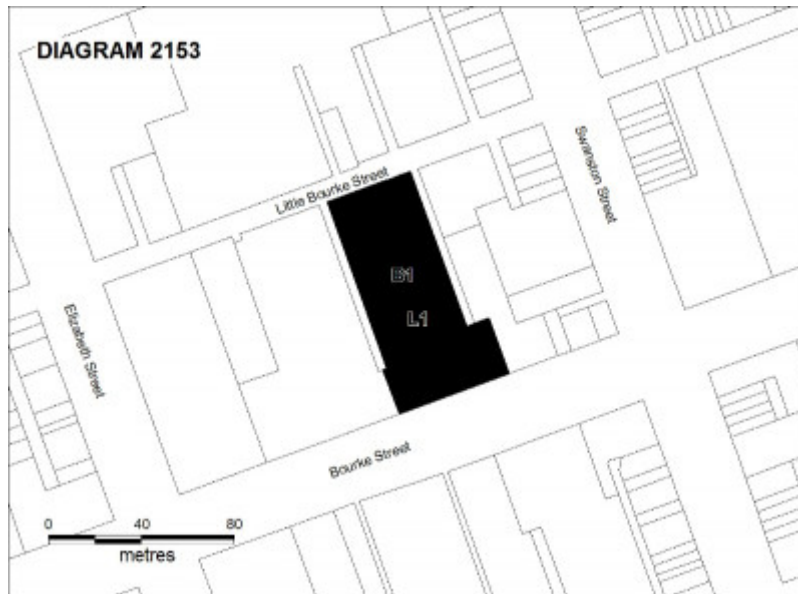 DIAGRAM 2153
Swanston Street
Little Bourke Street
B1
L1
Elizabeth Street
Bourke Street
0 40 80
metres